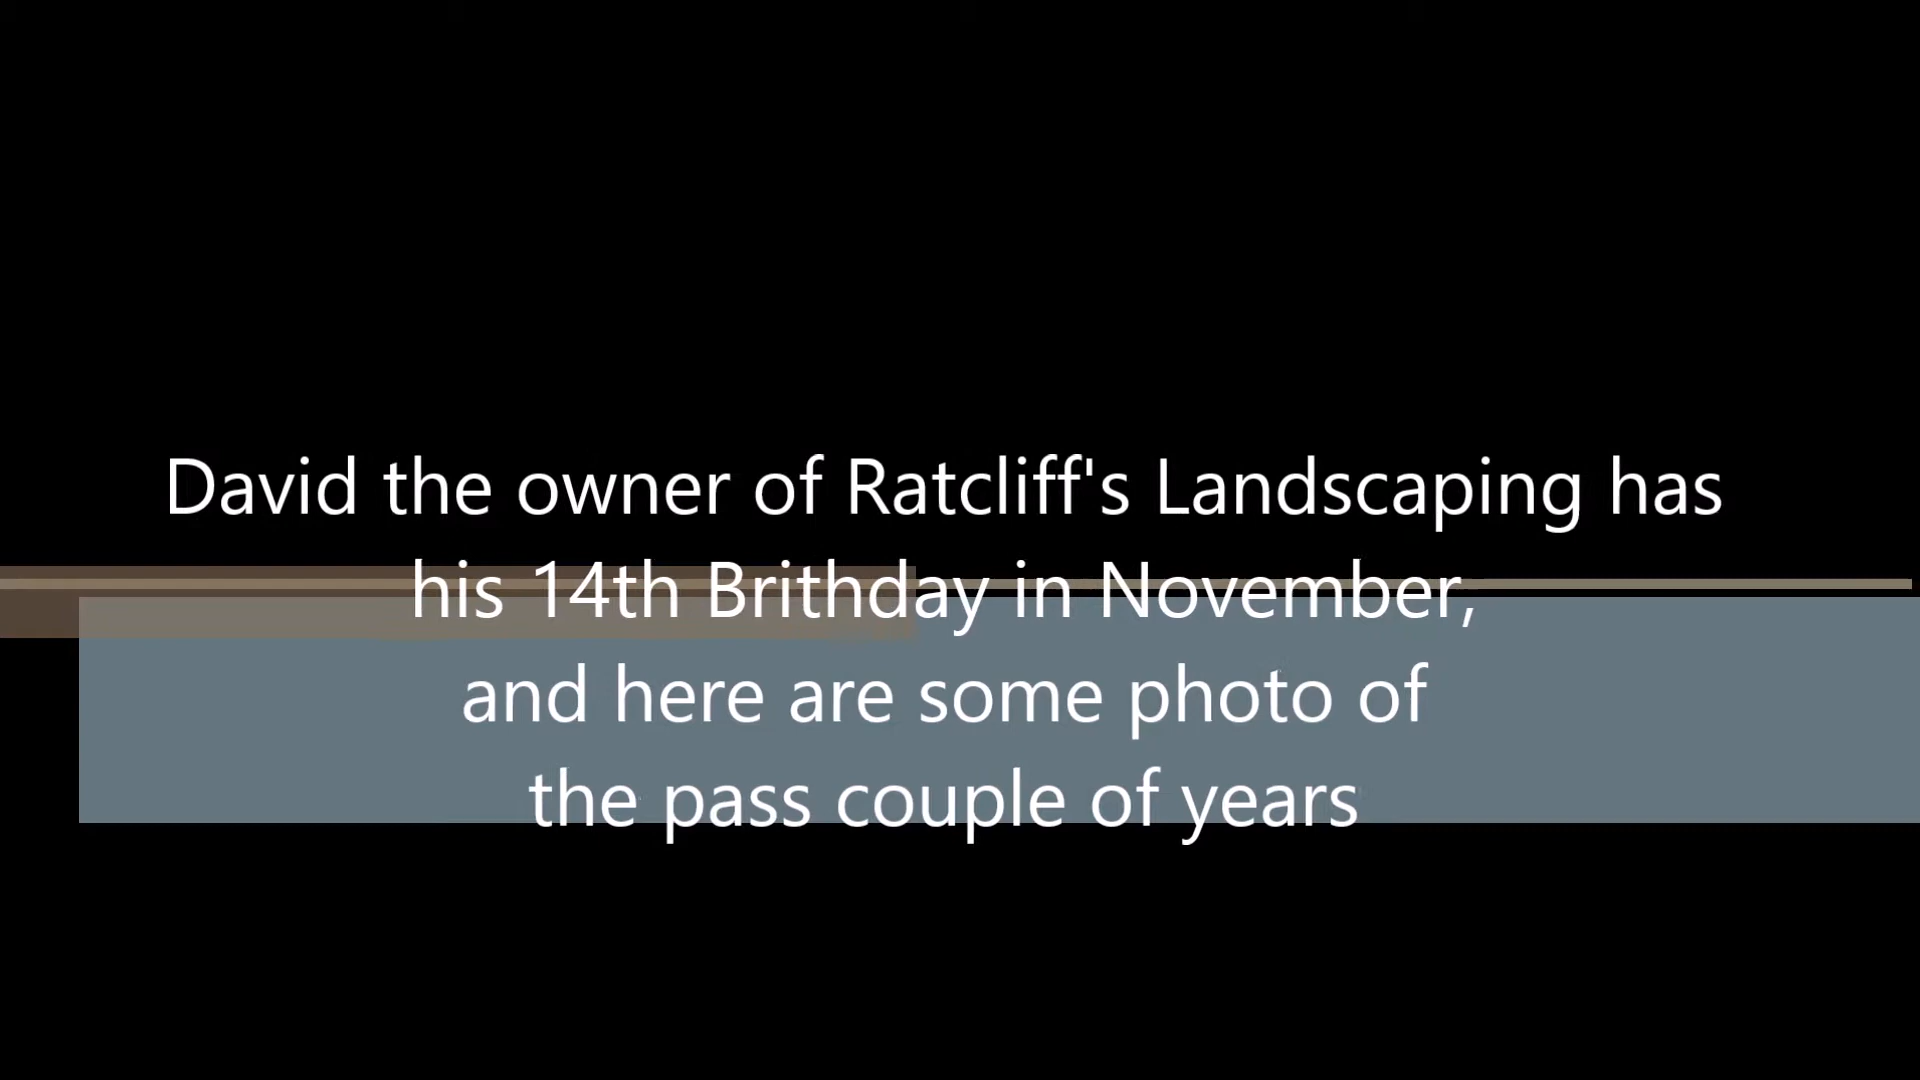 David the owner of Ratcliff's Landscaping has
his 14th Brithday in November,
and here are some photo of
the pass couple of years